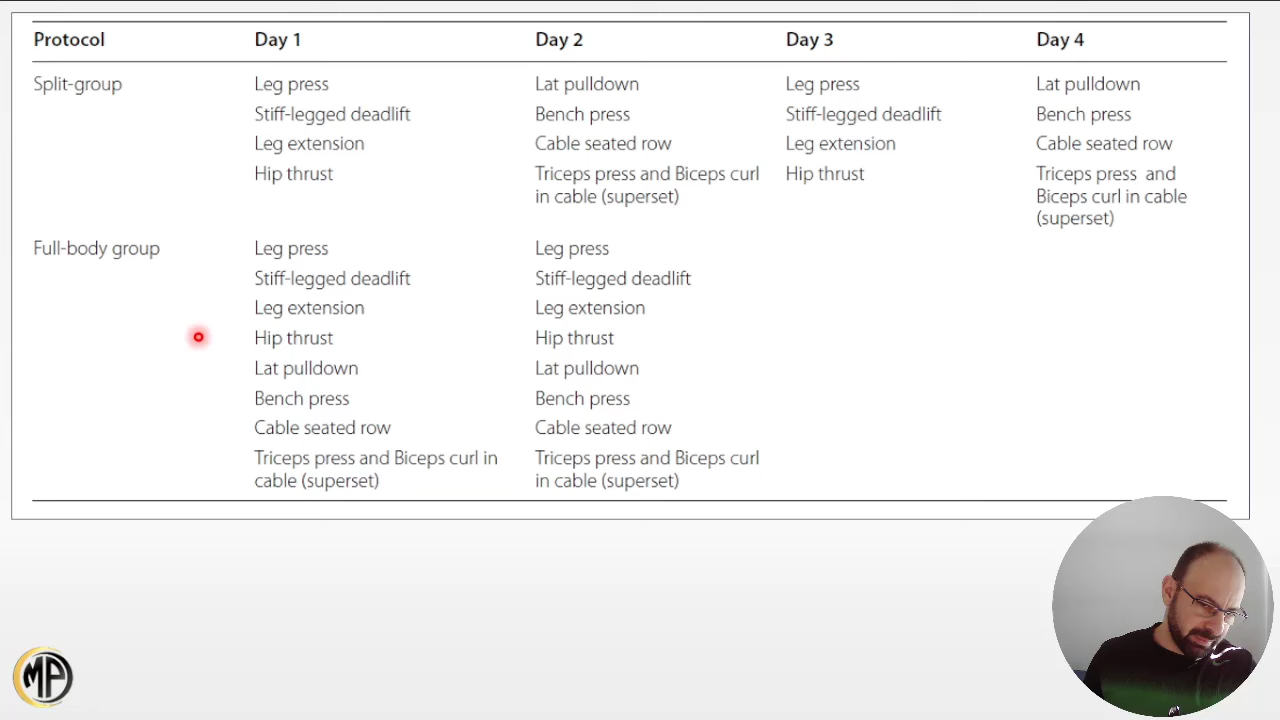 Protocol Day 1 Day 2 Day 3 Day 4
Split-group Leg press Lat pulldown Leg press Lat pulldown
Stiff-legged deadlift Bench press Stiff-legged deadlift Bench press
Leg extension Cable seated row Leg extension Cable seated row
Hip thrust Triceps press and Biceps curl Hip thrust Triceps press and
in cable (superset) Biceps curl in cable
(superset)
Full-body group Leg press Leg press
Stiff-legged deadlift Stiff-legged deadlift
Leg extension Leg extension
Hip thrust Hip thrust
Lat pulldown Lat pulldown
Bench press Bench press
Cable seated row Cable seated row
Triceps press and Biceps curl in Triceps press and Biceps curl
cable (superset) in cable (superset)
MP